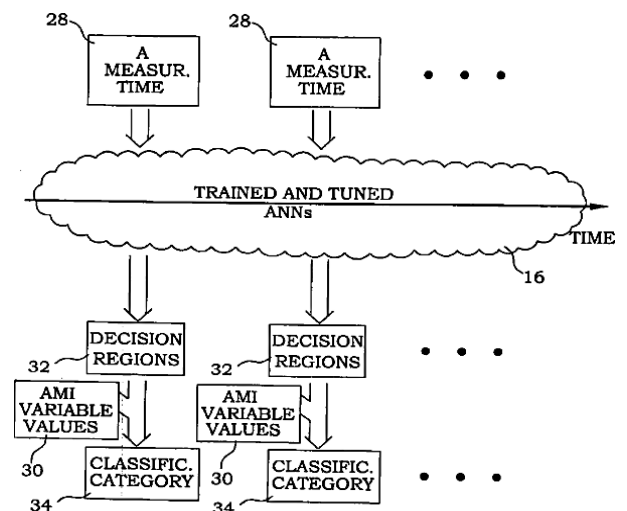 28
28
A
MEASUR.
TIME
A
MEASUR.
TIME
TRAINED AND TUNED
ANNs
TIME
16
DECISION
REGIONS
DECISION
REGIONS
32
32
AMI
VARIABLE
VALUES
AMI
VARIABLE
VALUES
30
30
CLASSIFIC.
CATEGORY
CLASSIFIC.
CATEGORY
34
34